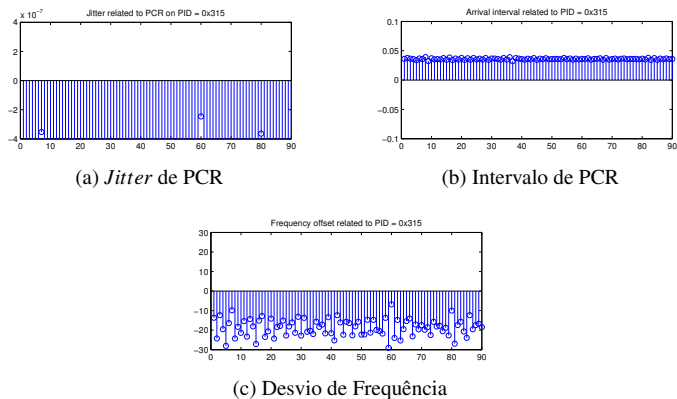 Jitter related to PCR on PID = 0x315
x 10⁻⁷
4
2
0
−2
−4
0 10 20 30 40 50 60 70 80 90
(a) Jitter de PCR
Arrival interval related to PID = 0x315
0.1
0.05
0
−0.05
−0.1
0 10 20 30 40 50 60 70 80 90
(b) Intervalo de PCR
Frequency offset related to PID = 0x315
30
20
10
0
−10
−20
−30
0 10 20 30 40 50 60 70 80 90
(c) Desvio de Frequência